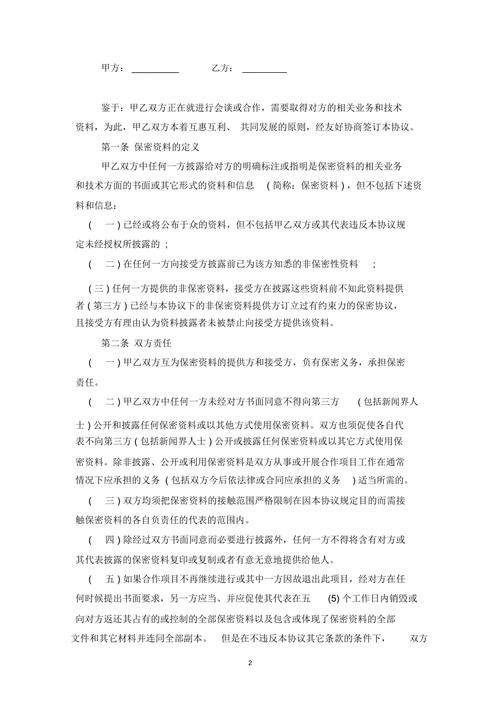 甲方： _________ 乙方： _________
鉴于：甲乙双方正在就进行会谈或合作，需要取得对方的相关业务和技术
资料，为此，甲乙双方本着互惠互利、 共同发展的原则，经友好协商签订本协议。
第一条 保密资料的定义
甲乙双方中任何一方披露给对方的明确标注或指明是保密资料的相关业务
和技术方面的书面或其它形式的资料和信息 ( 简称：保密资料 )，但不包括下述资
料和信息：
( 一 ) 已经或将公布于众的资料，但不包括甲乙双方或其代表违反本协议规
定未经授权所披露的 ;
( 二 ) 在任何一方向接受方披露前已为该方知悉的非保密性资料 ;
( 三 ) 任何一方提供的非保密资料，接受方在披露这些资料前不知此资料提供
者 ( 第三方 ) 已经与本协议下的非保密资料提供方订立过有约束力的保密协议，
且接受方有理由认为资料披露者未被禁止向接受方提供该资料。
第二条 双方责任
( 一 ) 甲乙双方互为保密资料的提供方和接受方，负有保密义务，承担保密
责任。
( 二 ) 甲乙双方中任何一方未经对方书面同意不得向第三方 ( 包括新闻界人
士 ) 公开和披露任何保密资料或以其他方式使用保密资料。双方也须促使各自代
表不向第三方 ( 包括新闻界人士 ) 公开或披露任何保密资料或以其它方式使用保
密资料。除非披露、公开或利用保密资料是双方从事或开展合作项目工作在通常
情况下应承担的义务 ( 包括双方今后依法律或合同应承担的义务 ) 适当所需的。
( 三 ) 双方均须把保密资料的接触范围严格限制在因本协议规定目的而需接
触保密资料的各自负责任的代表的范围内。
( 四 ) 除经过双方书面同意而必要进行披露外，任何一方不得将含有对方或
其代表披露的保密资料复印或复制或者有意无意地提供给他人。
( 五 ) 如果合作项目不再继续进行或其中一方因故退出此项目，经对方在任
何时候提出书面要求，另一方应当、并应促使其代表在五 (5) 个工作日内销毁或
向对方返还其占有的或控制的全部保密资料以及包含或体现了保密资料的全部
文件和其它材料并连同全部副本。 但是在不违反本协议其它条款的条件下， 双方
2